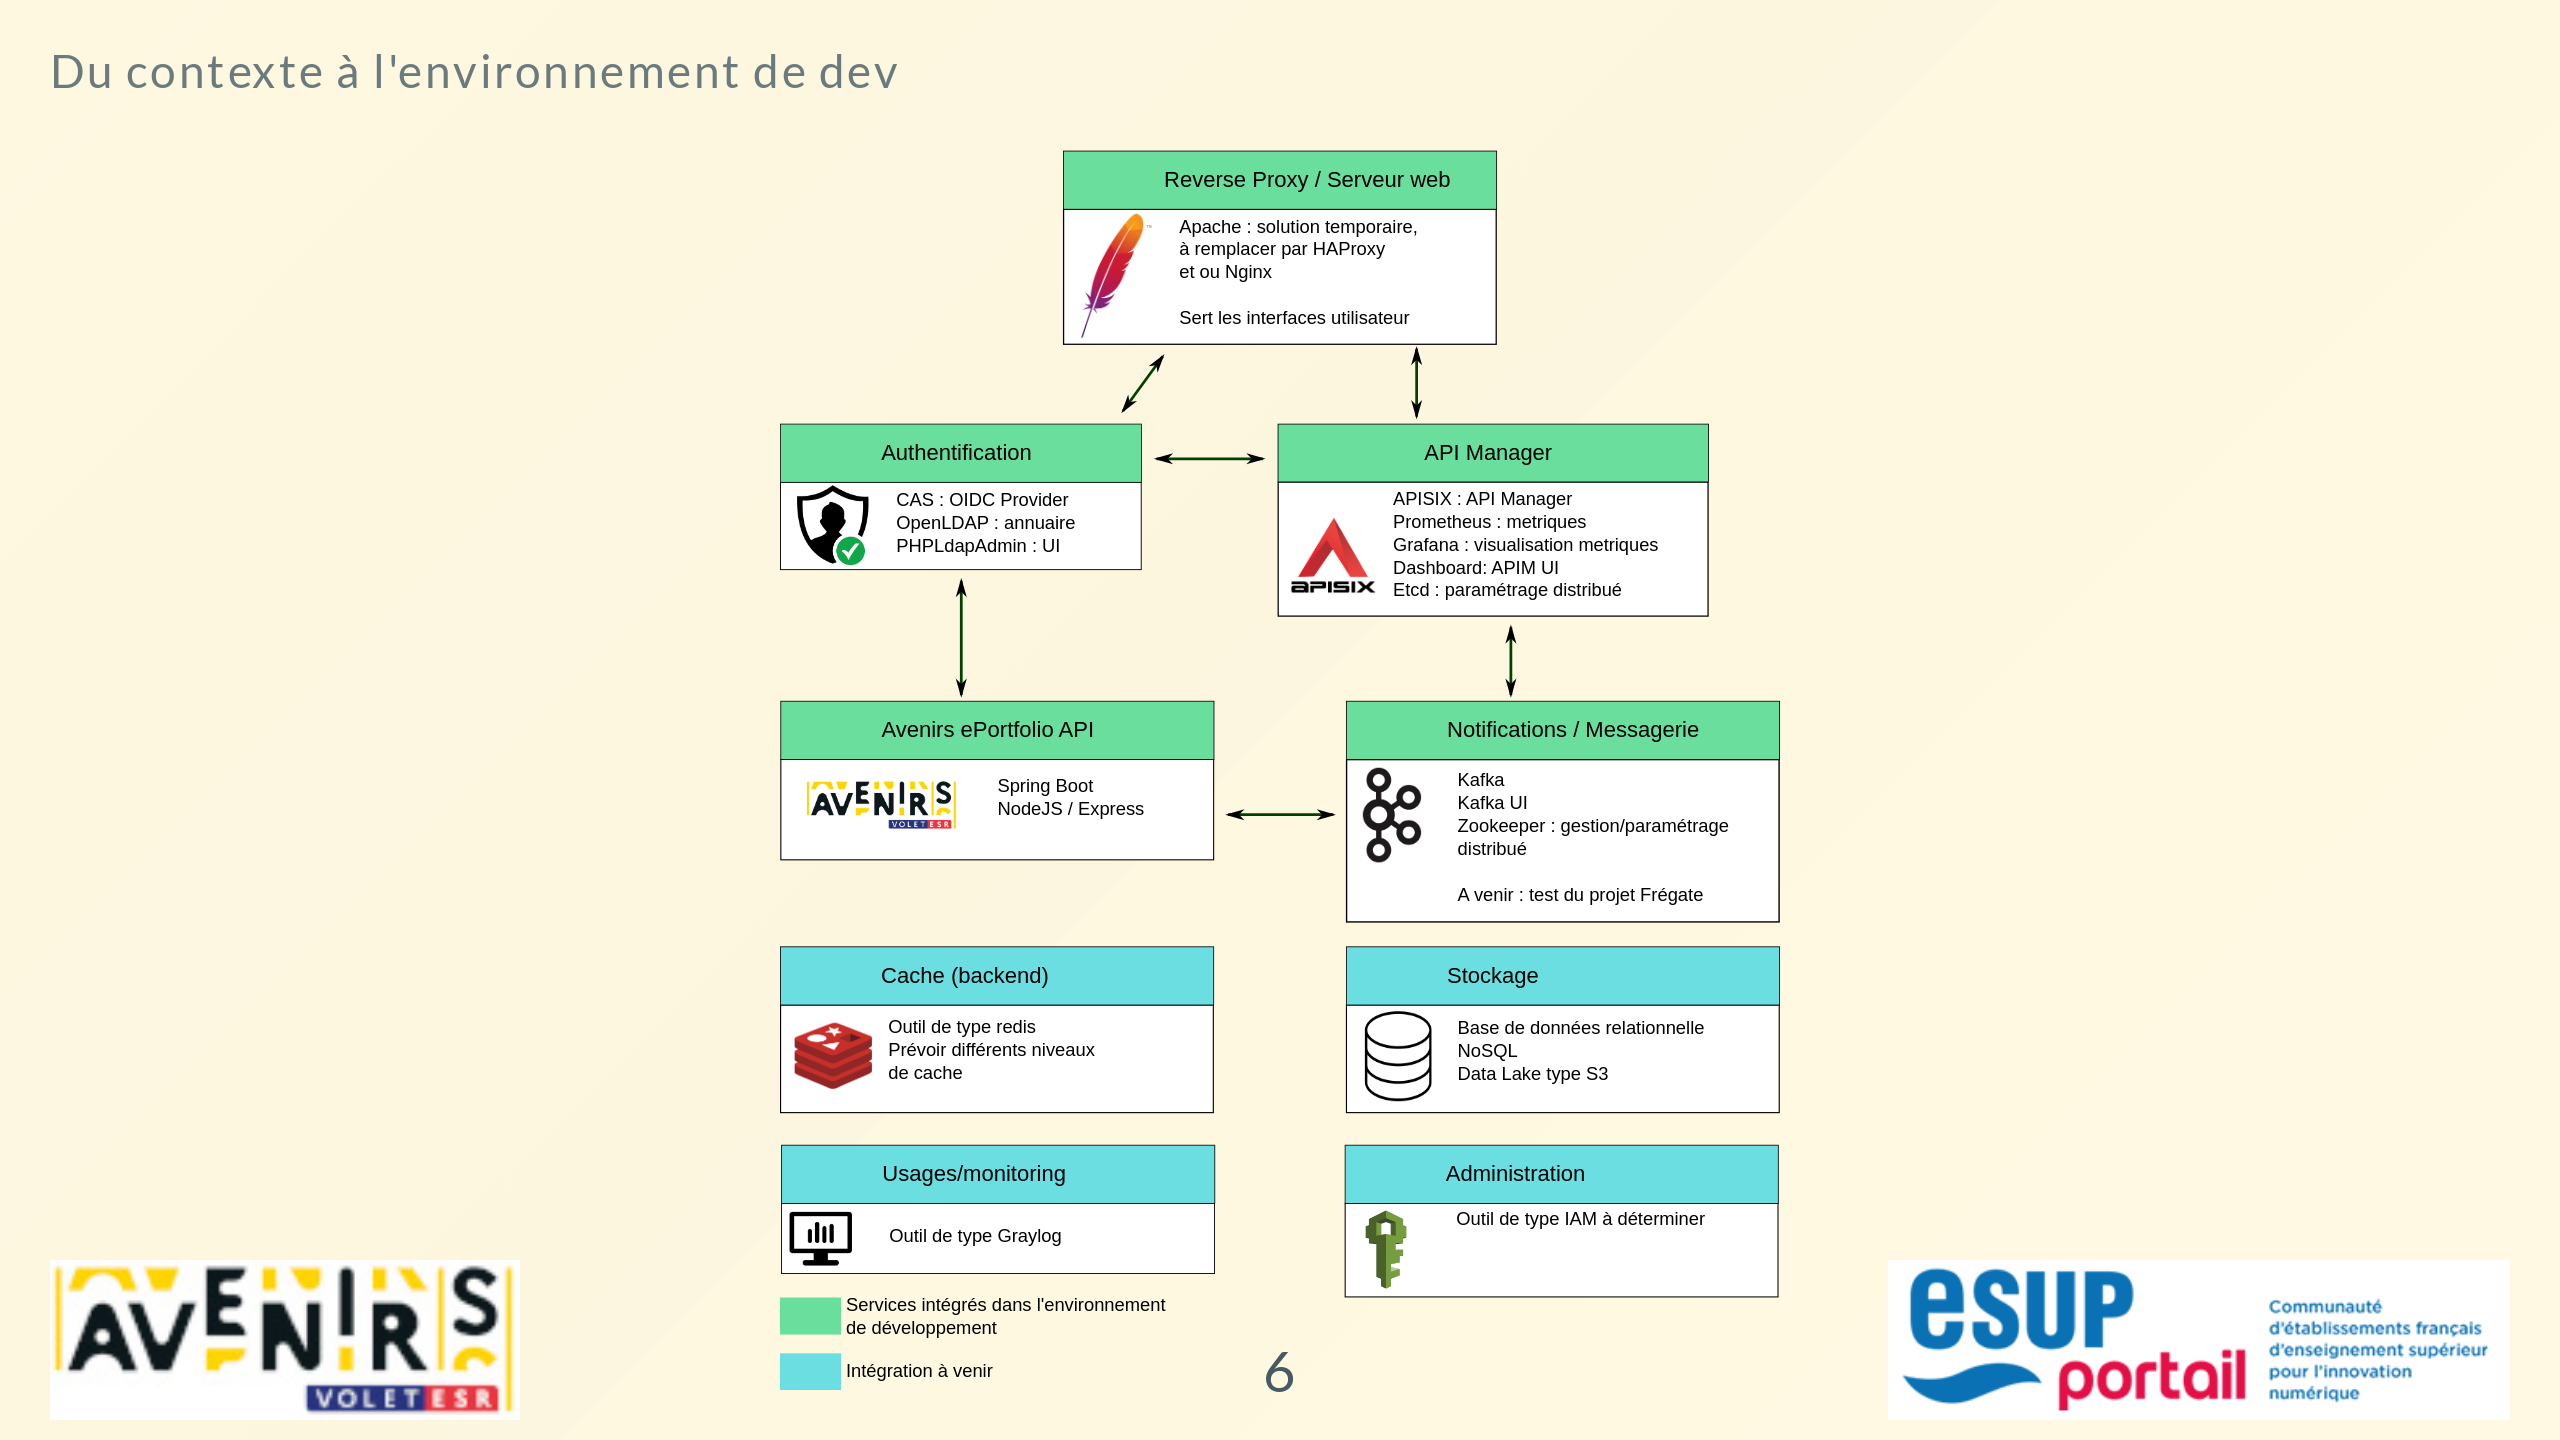 Du contexte à l'environnement de dev
Reverse Proxy / Serveur web
Apache : solution temporaire,
à remplacer par HAProxy
et ou Nginx
Sert les interfaces utilisateur
Authentification
CAS : OIDC Provider
OpenLDAP : annuaire
PHPLdapAdmin : UI
API Manager
APISIX : API Manager
Prometheus : metriques
Grafana : visualisation metriques
Dashboard: APIM UI
Etcd : paramétrage distribué
APISIX
Avenirs ePortfolio API
AVENIRS
VOLET ESR
Spring Boot
NodeJS / Express
Notifications / Messagerie
Kafka
Kafka UI
Zookeeper : gestion/paramétrage
distribué
A venir : test du projet Frégate
Cache (backend)
Outil de type redis
Prévoir différents niveaux
de cache
Stockage
Base de données relationnelle
NoSQL
Data Lake type S3
Usages/monitoring
Outil de type Graylog
Administration
Outil de type IAM à déterminer
Services intégrés dans l'environnement
de développement
Intégration à venir
AVENIRS
VOLET ESR
6
esup
portail
Communauté
d'établissements français
d'enseignement supérieur
pour l'innovation
numérique